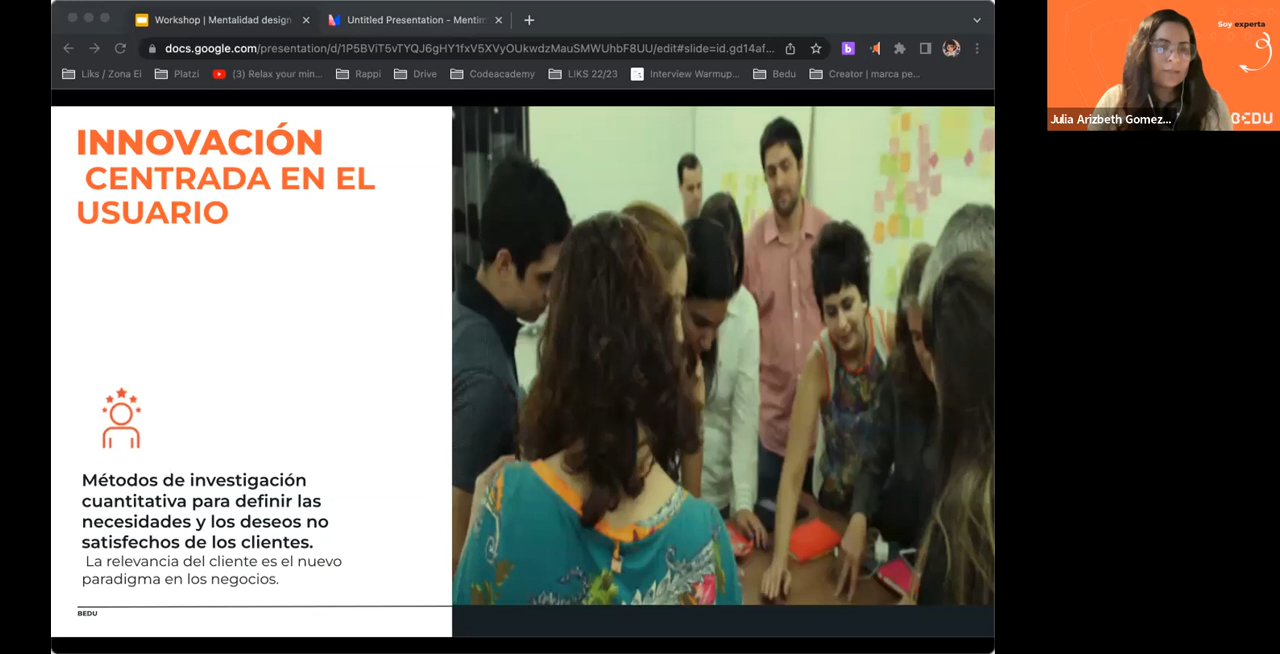 Workshop | Mentalidad design
Untitled Presentation - Mentim
docs.google.com/presentation/d/1P5BViT5vTYQJ6gHY1fxV5XVyOUkwdzMauSMWUhbF8UU/edit#slide=id.gd14af...
Liks / Zona Ei
Platzi
(3) Relax your min...
Rappi
Drive
Codeacademy
LIKS 22/23
Interview Warmup...
Bedu
Creator | marca pe...
Soy experta
Julia Arizbeth Gomez...
BEDU
INNOVACIÓN
CENTRADA EN EL
USUARIO
Métodos de investigación
cuantitativa para definir las
necesidades y los deseos no
satisfechos de los clientes.
La relevancia del cliente es el nuevo
paradigma en los negocios.
BEDU